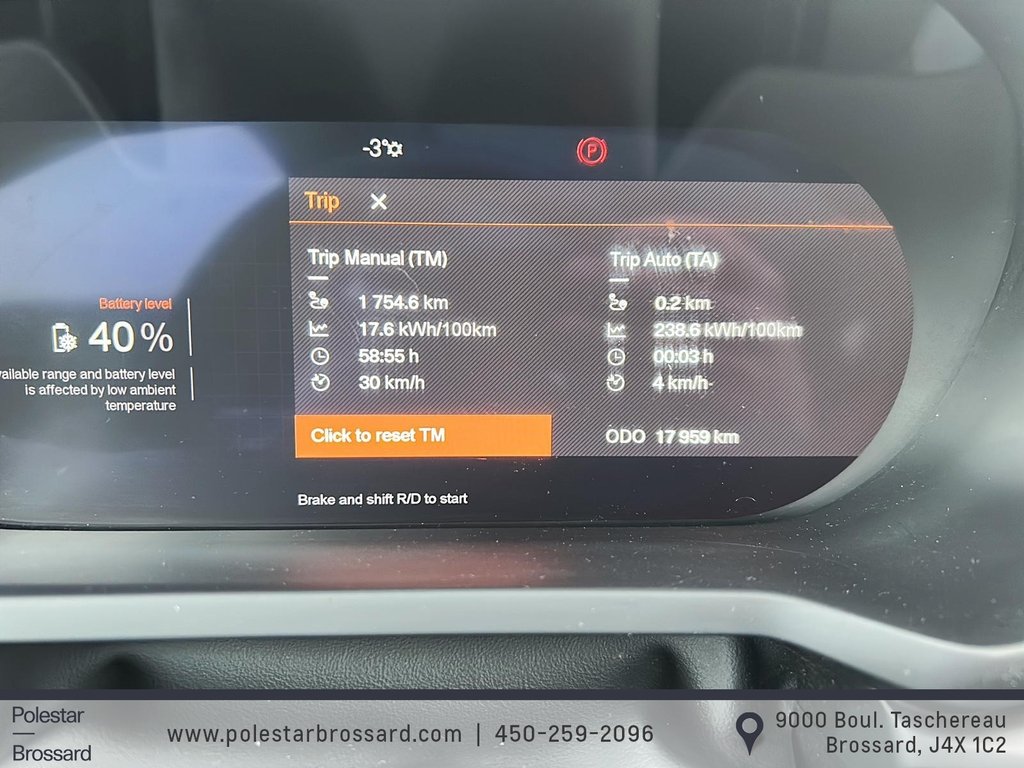 -3°
P
Trip
Trip Manual (TM)
1 754.6 km
17.6 kWh/100km
58:55 h
30 km/h
Click to reset TM
Trip Auto (TA)
0.2 km
238.6 kWh/100km
00:03 h
4 km/h
ODO 17 959 km
Battery level
40 %
range and battery level
is affected by low ambient
temperature
Brake and shift R/D to start
Polestar
Brossard
www.polestarbrossard.com | 450-259-2096
9000 Boul. Taschereau
Brossard, J4X 1C2